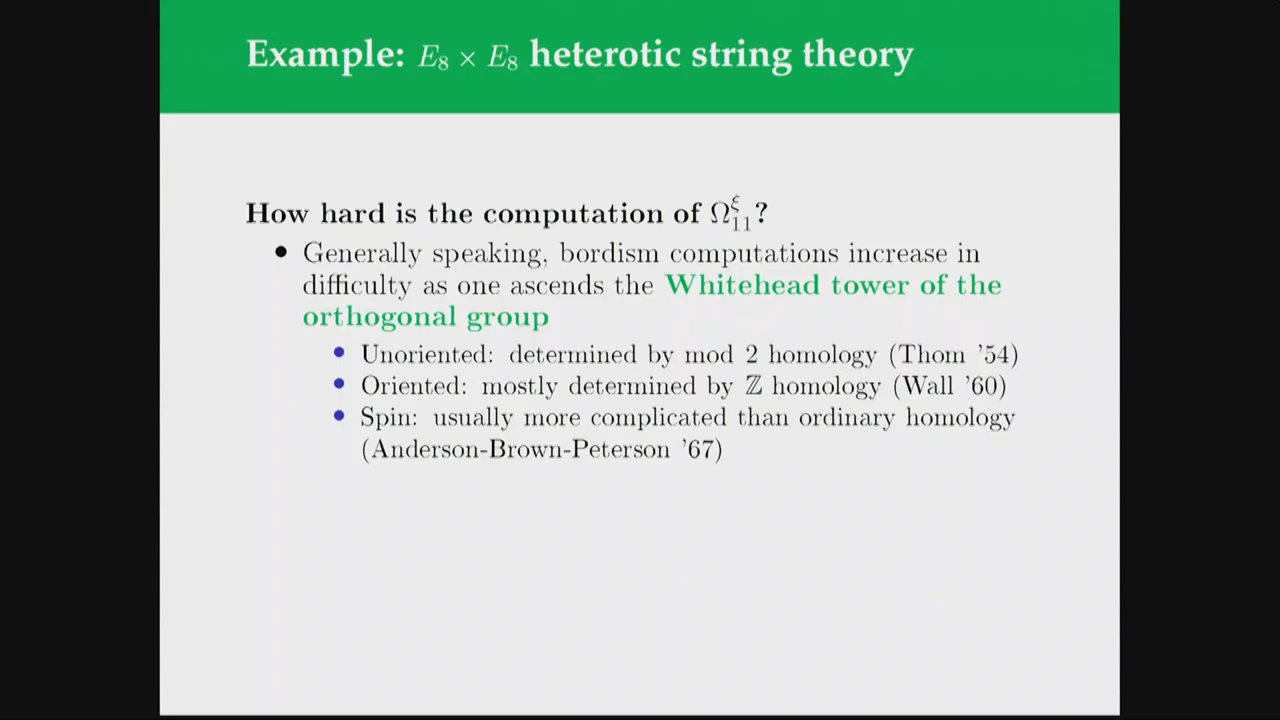 Example: E₈ × E₈ heterotic string theory
How hard is the computation of Ω₁₁^ξ?
• Generally speaking, bordism computations increase in
difficulty as one ascends the Whitehead tower of the
orthogonal group
• Unoriented: determined by mod 2 homology (Thom ’54)
• Oriented: mostly determined by ℤ homology (Wall ’60)
• Spin: usually more complicated than ordinary homology
(Anderson-Brown-Peterson ’67)